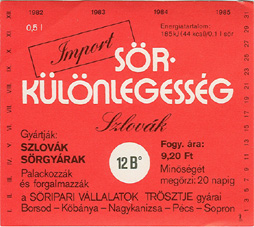 1982 1983 1984 1985
0,5 l
Energiatartalom:
185kJ (44 kcal)/0.1 l sör
Import
SÖR-
KÜLÖNLEGESSÉG
Szlovák
Gyártják:
SZLOVÁK
SÖRGYÁRAK
Palackozzák
és forgalmazzák
12 B°
Fogy. ára:
9,20 Ft
Minőségét
megőrzi: 20 napig
a SÖRIPARI VÁLLALATOK TRÖSZTJE gyárai
Borsod – Kőbánya – Nagykanizsa – Pécs – Sopron